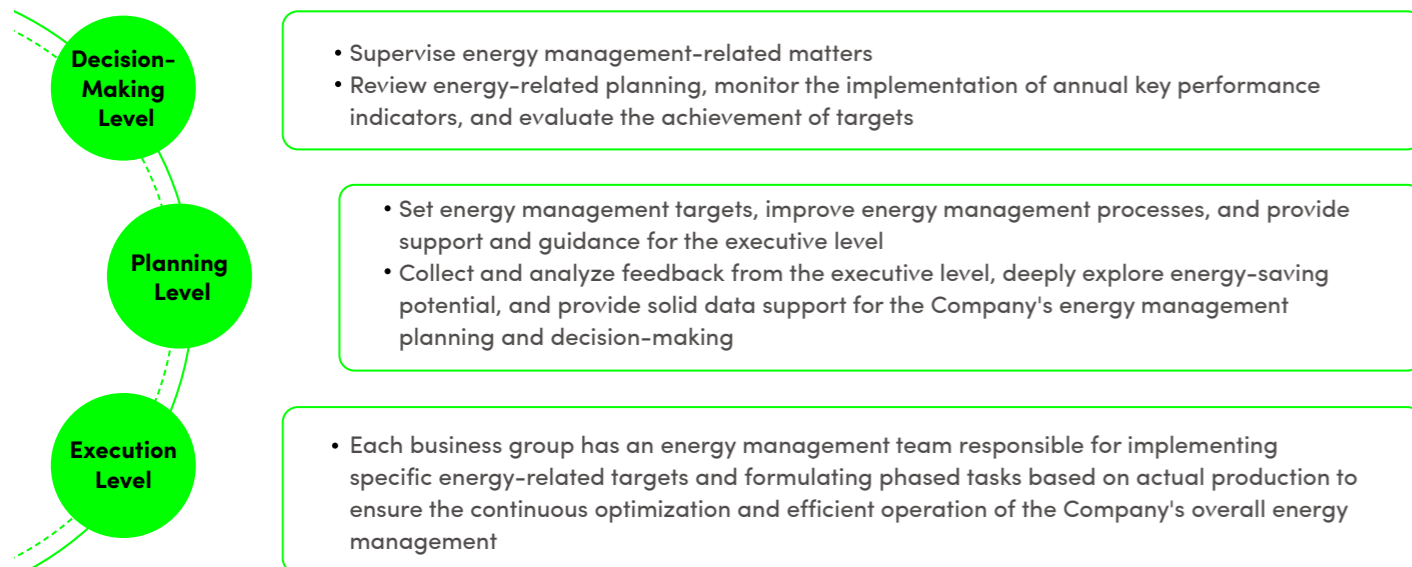 Decision-
Making
Level
• Supervise energy management-related matters
• Review energy-related planning, monitor the implementation of annual key performance
indicators, and evaluate the achievement of targets
Planning
Level
• Set energy management targets, improve energy management processes, and provide
support and guidance for the executive level
• Collect and analyze feedback from the executive level, deeply explore energy-saving
potential, and provide solid data support for the Company's energy management
planning and decision-making
Execution
Level
• Each business group has an energy management team responsible for implementing
specific energy-related targets and formulating phased tasks based on actual production to
ensure the continuous optimization and efficient operation of the Company's overall energy
management